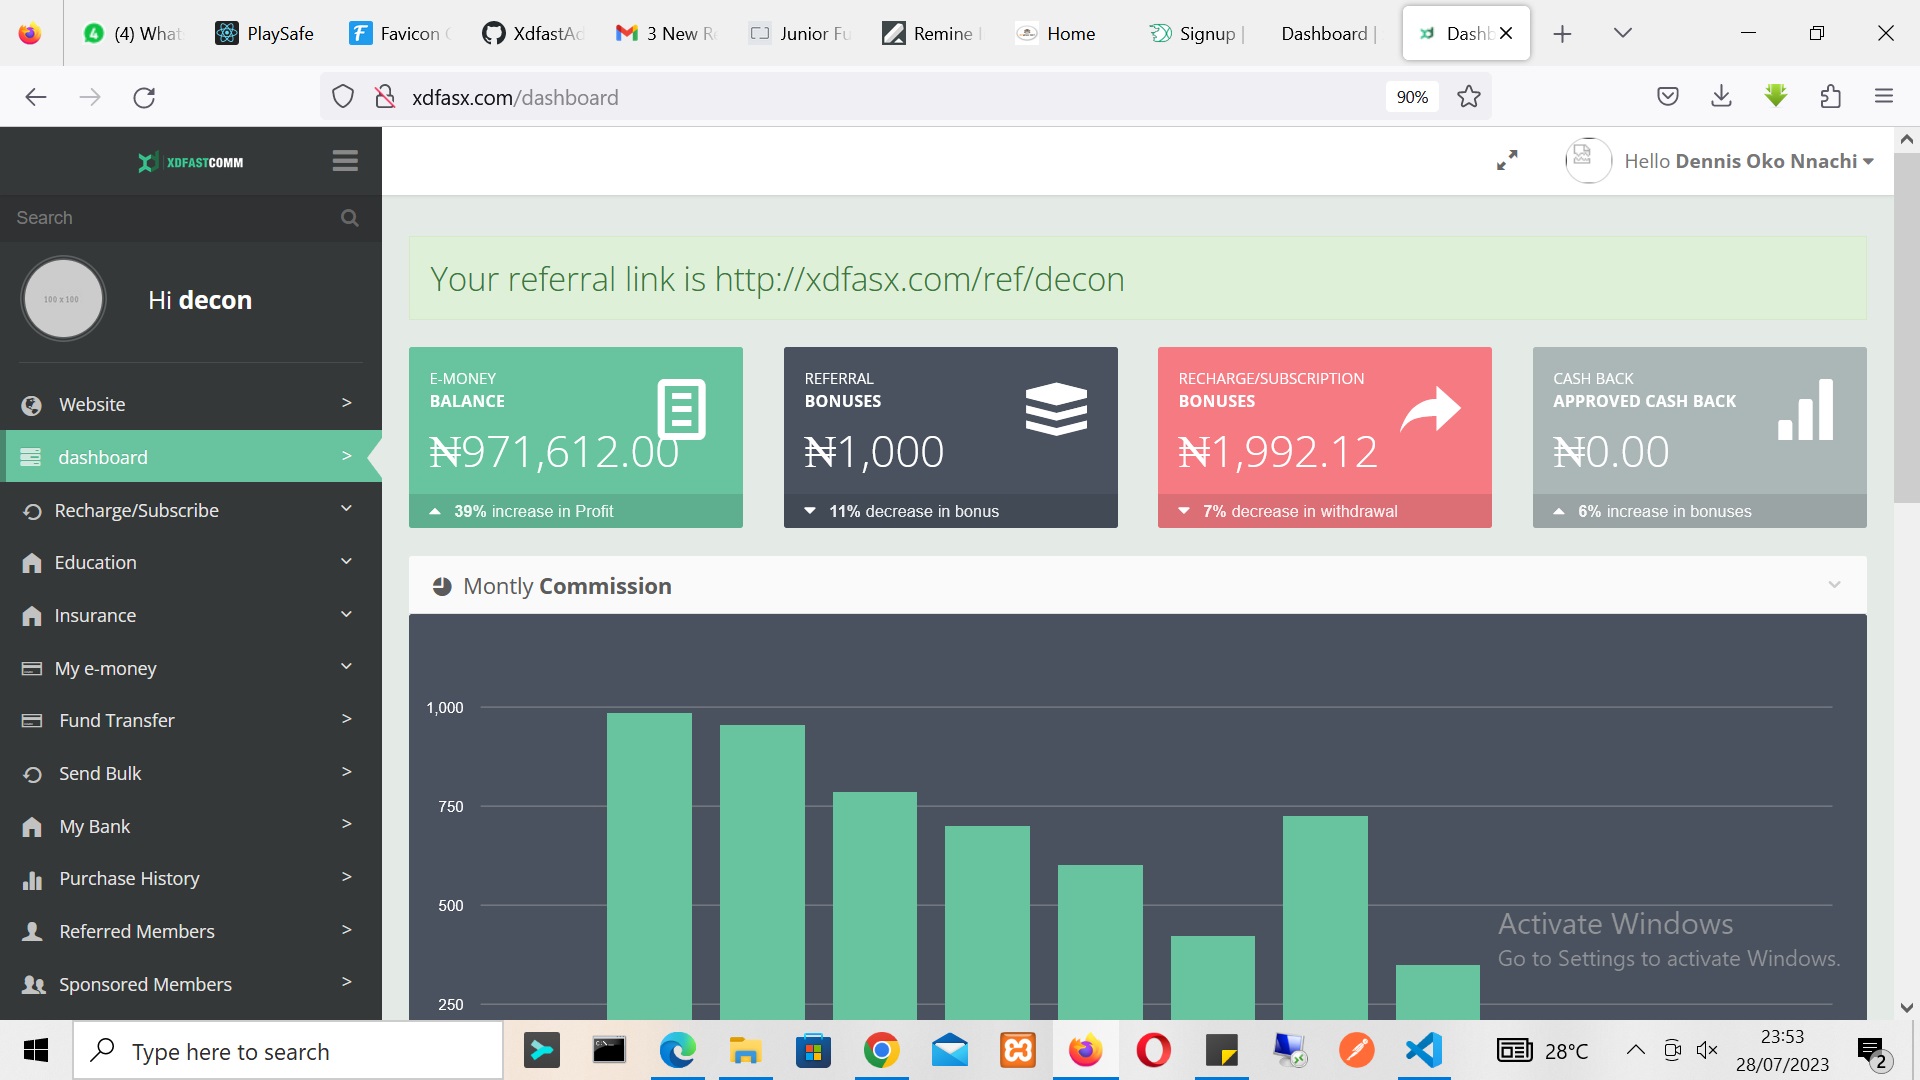 (4) What
PlaySafe
Favicon
XdfastAd
3 New Re
Junior Fu
Remine
Home
Signup |
Dashboard |
Dashb
xdfasx.com/dashboard
90%
XDFASTCOMM
Hello Dennis Oko Nnachi
Search
100 x 100
Hi decon
Website
dashboard
Recharge/Subscribe
Education
Insurance
My e-money
Fund Transfer
Send Bulk
My Bank
Purchase History
Referred Members
Sponsored Members
Your referral link is http://xdfasx.com/ref/decon
E-MONEY
BALANCE
₦971,612.00
39% increase in Profit
REFERRAL
BONUSES
₦1,000
11% decrease in bonus
RECHARGE/SUBSCRIPTION
BONUSES
₦1,992.12
7% decrease in withdrawal
CASH BACK
APPROVED CASH BACK
₦0.00
6% increase in bonuses
Montly Commission
1,000
750
500
250
Activate Windows
Go to Settings to activate Windows.
Type here to search
28°C
23:53
28/07/2023
2